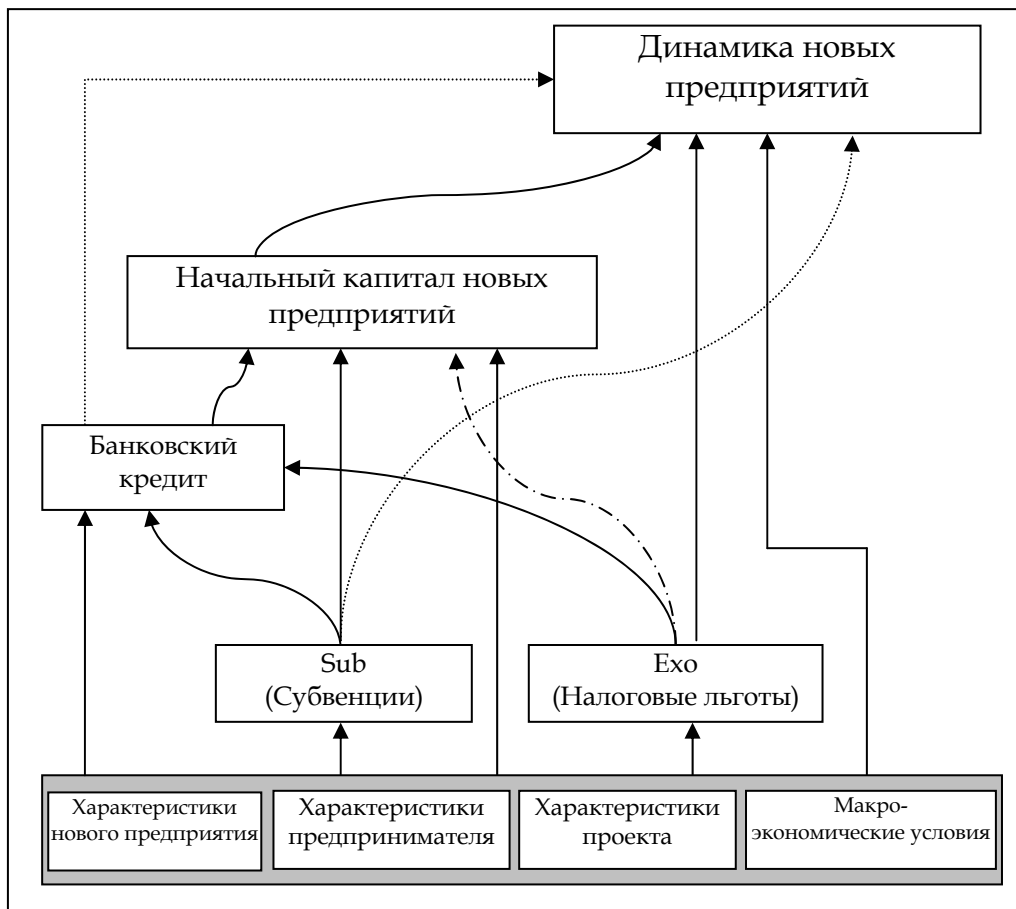 Динамика новых
предприятий
Начальный капитал новых
предприятий
Банковский
кредит
Sub
(Субвенции)
Exo
(Налоговые льготы)
Характеристики
нового предприятия
Характеристики
предпринимателя
Характеристики
проекта
Макро-
экономические условия